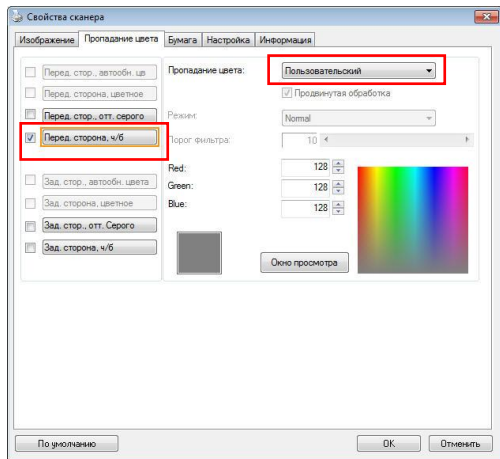 Свойства сканера
Изображение Пропадание цвета Бумага Настройка Информация
Перед. стор., автообн. цв
Перед. сторона, цветное
Перед. стор., отт. серого
Перед. сторона, ч/б
Зад. стор., автообн. цвета
Зад. сторона, цветное
Зад. стор., отт. Серого
Зад. сторона, ч/б
Пропадание цвета: Пользовательский
Продвинутая обработка
Режим: Normal
Порог фильтра: 10
Red: 128
Green: 128
Blue: 128
Окно просмотра
По умолчанию OK Отменить